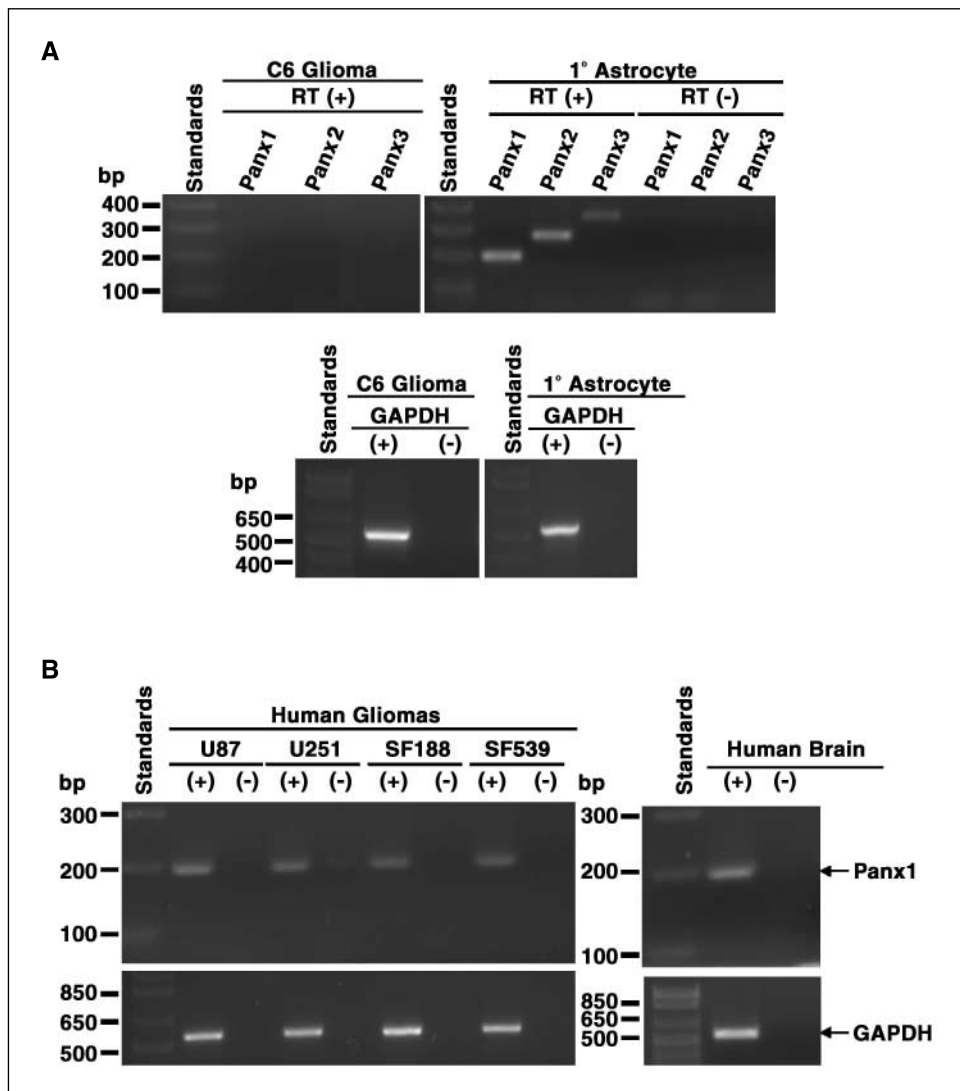 A
C6 Glioma
RT (+)
Standards
Panx1
Panx2
Panx3
1° Astrocyte
RT (+)
RT (-)
Standards
Panx1
Panx2
Panx3
Panx1
Panx2
Panx3
bp
400
300
200
100
Standards
C6 Glioma
GAPDH
(+)
(-)
Standards
1° Astrocyte
GAPDH
(+)
(-)
bp
650
500
400
B
Standards
Human Gliomas
U87
U251
SF188
SF539
bp
(+)
(-)
(+)
(-)
(+)
(-)
(+)
(-)
300
200
100
850
650
500
Standards
Human Brain
bp
(+)
(-)
300
200
100
Panx1
850
650
500
GAPDH